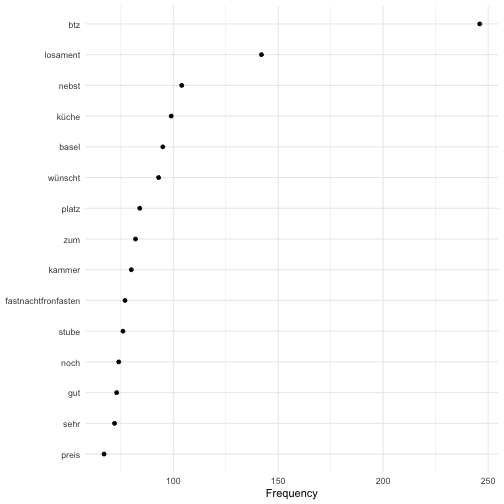 btz
losament
nebst
küche
basel
wünscht
platz
zum
kammer
fastnachtfronfasten
stube
noch
gut
sehr
preis
100 150 200 250
Frequency